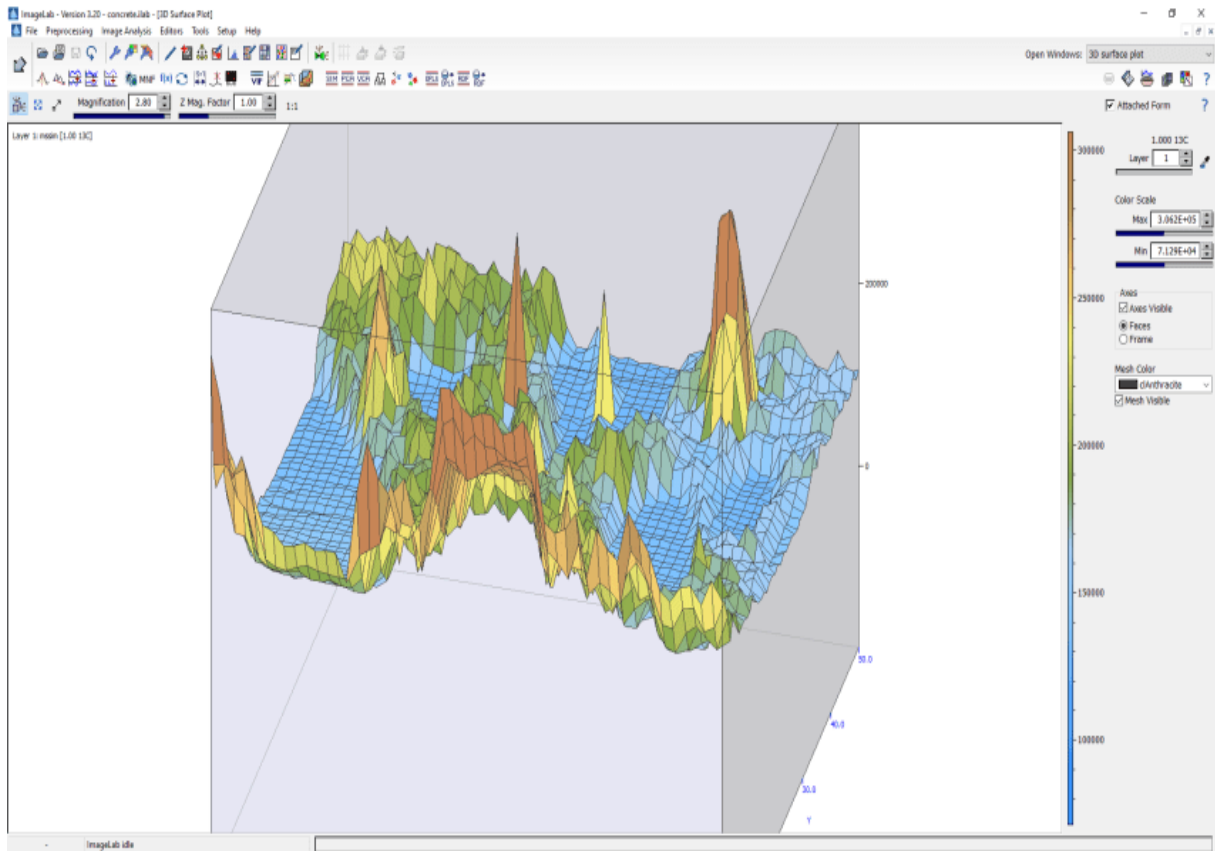 ImageLab - Version 3.20 - concrete.ilab - [3D Surface Plot]
File Preprocessing Image Analysis Editors Tools Setup Help
Open Windows: 3D surface plot
MNF f(x) VIF
Magnification 2.80 Z Mag. Factor 1.00 1:1
Attached Form ?
Layer 1: mssin [1.00 13C]
1.000 13C
Layer 1
Color Scale
Max 3.062E+05
Min 7.129E+04
Axes
Axes Visible
Faces
Frame
Mesh Color
clAnthracite
Mesh Visible
300000
250000
200000
150000
100000
200000
0
50.0
40.0
30.0
Y
- ImageLab idle